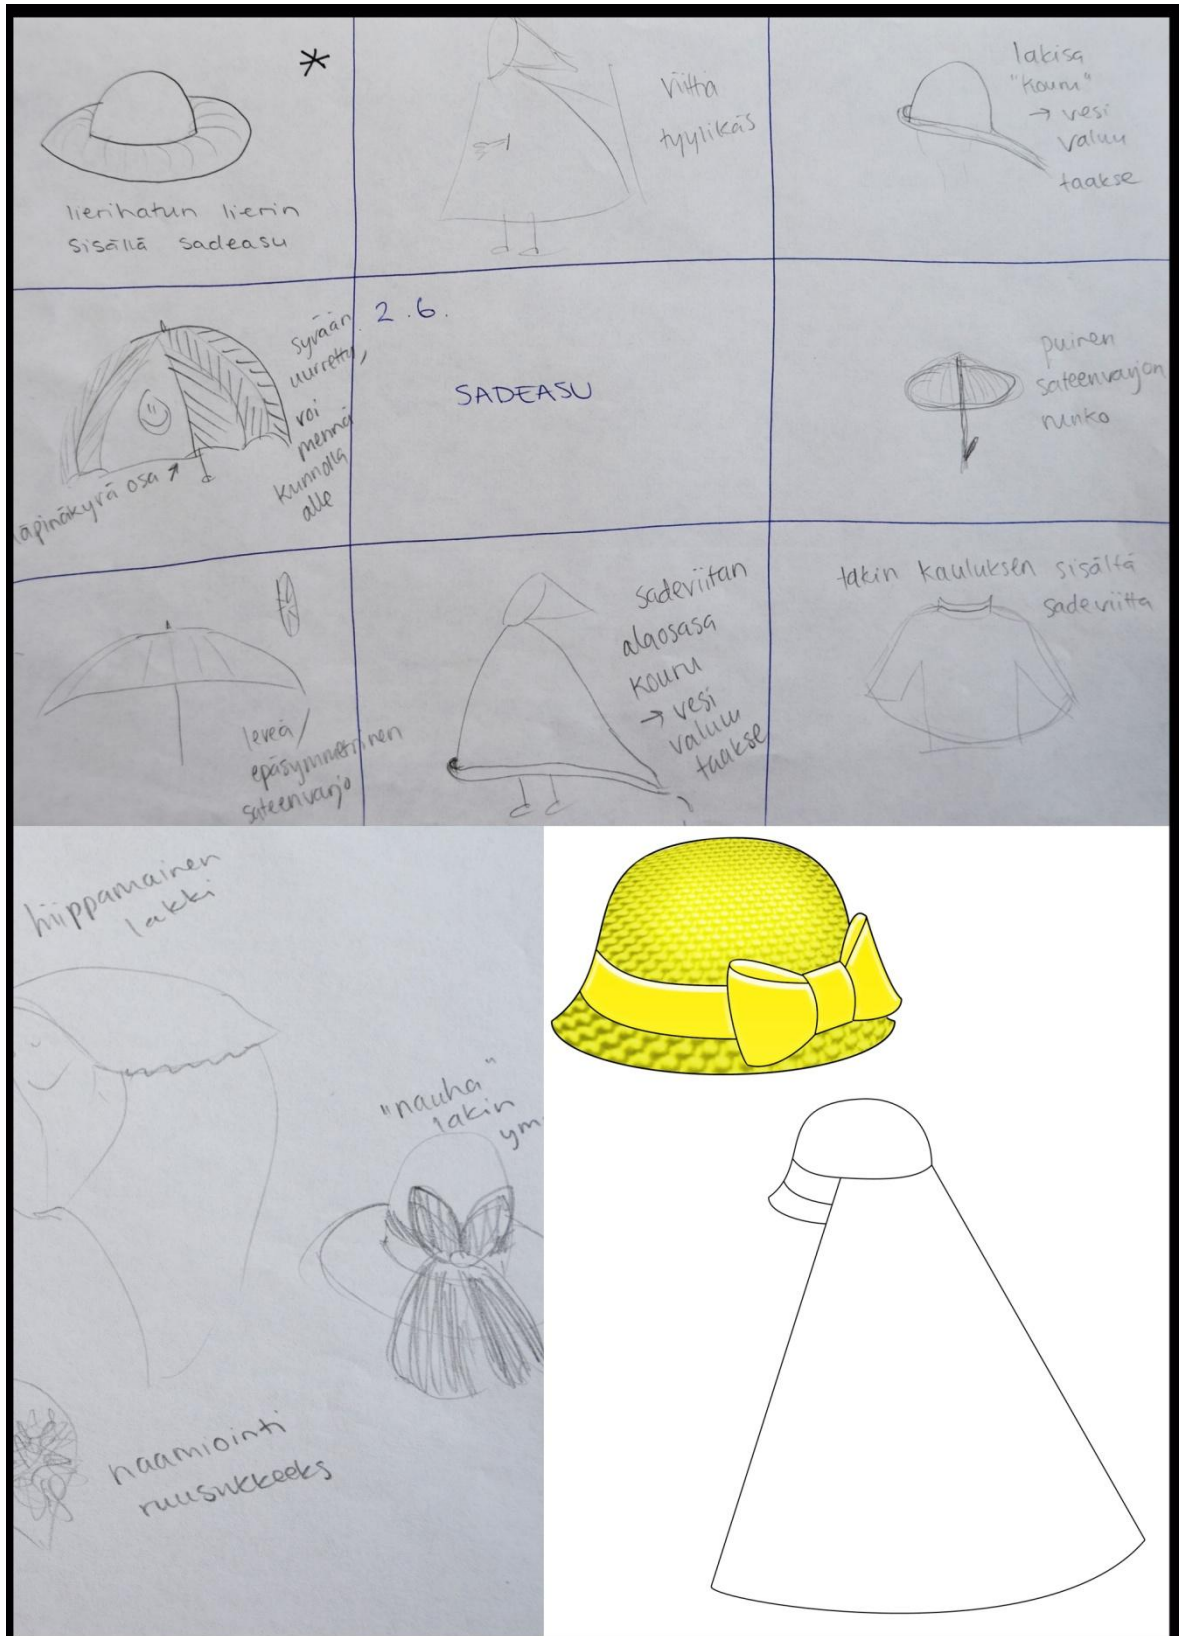 *
lierihatun lierin
sisällä sadeasu
viitta
tyylikäs
lakisa
"kouru"
→ vesi
valuu
taakse
syvään
uurrettu,
voi
mennä
kunnolla
alle
läpinäkyvä osa
2.6.
SADEASU
puinen
sateenvarjon
runko
leveä/
epäsymmetrinen
sateenvarjo
sadeviitan
alaosasa
kouru
→ vesi
valuu
taakse
takin kauluksen sisältä
sadeviitta
hiippamainen
lakki
"nauha"
lakin
ym
naamiointi
ruusukkeeks